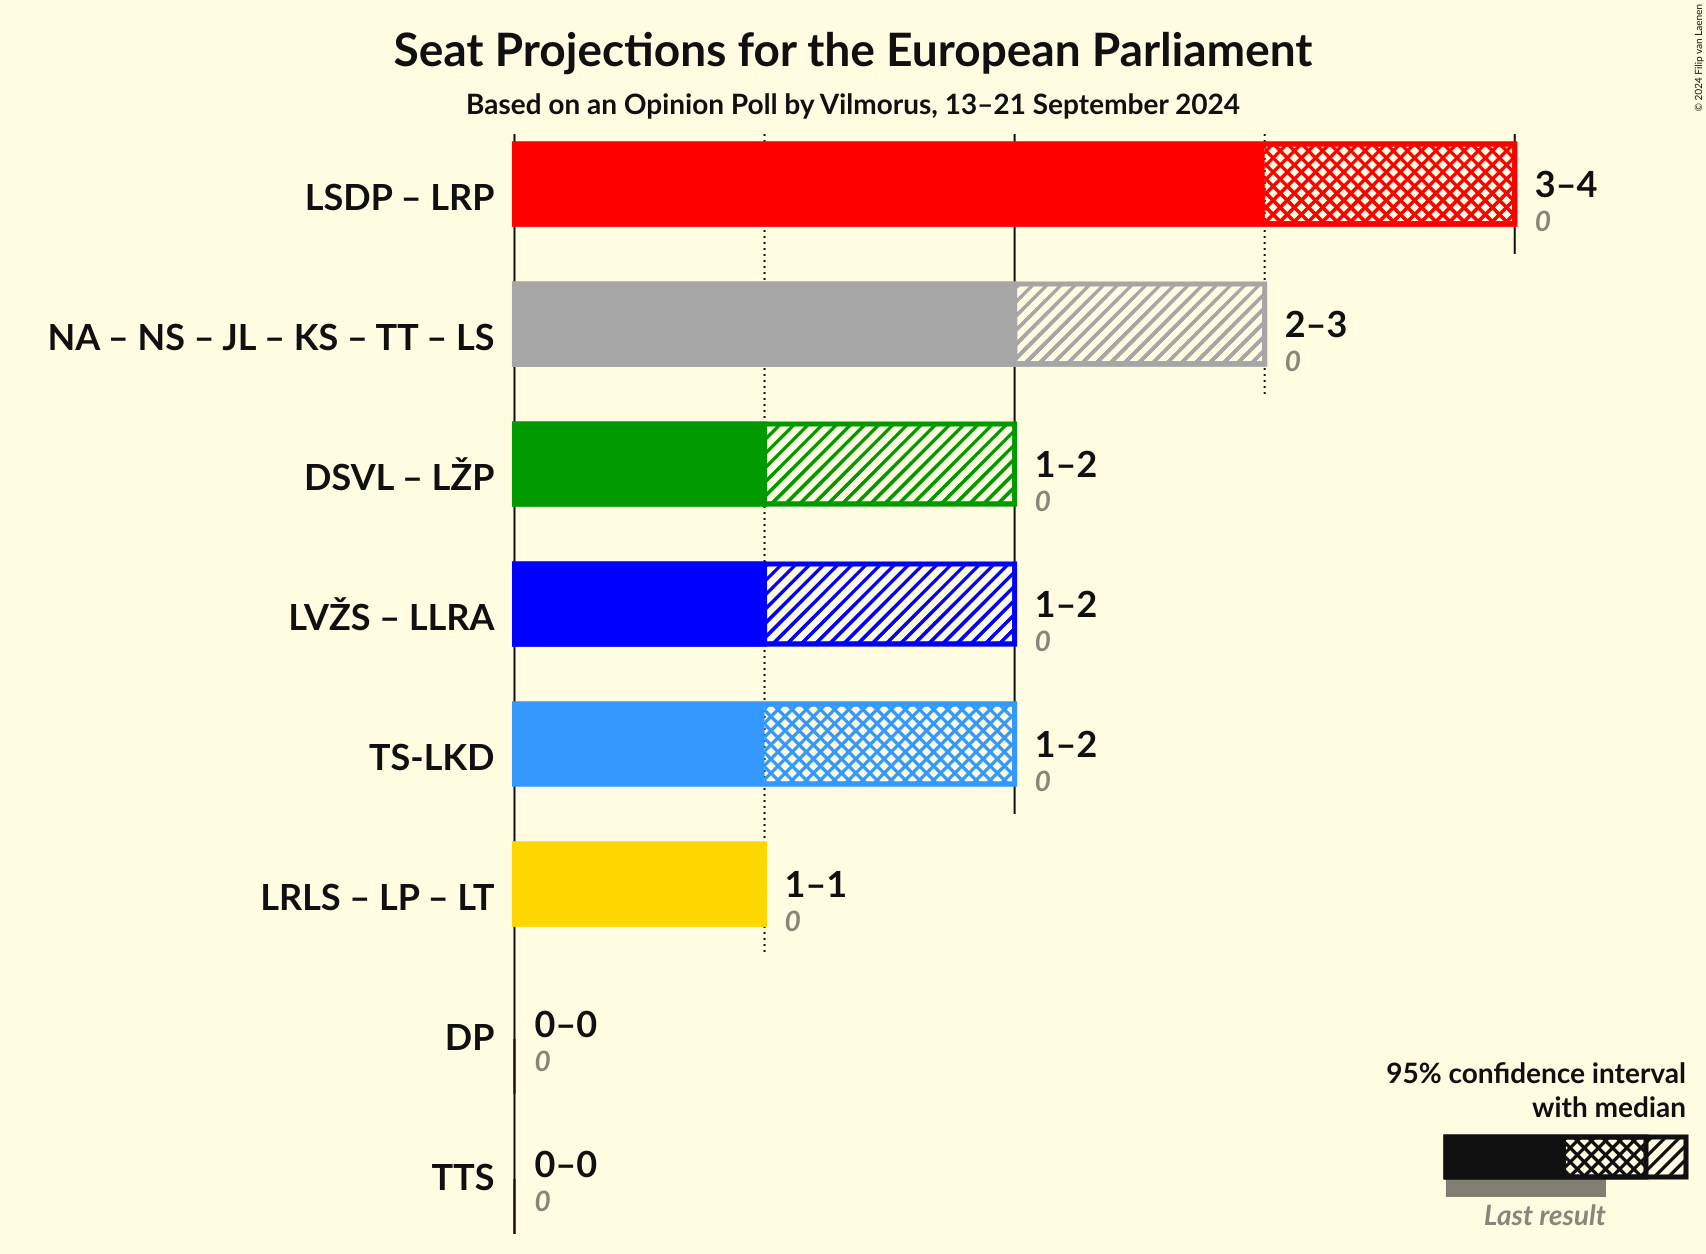 Seat Projections for the European Parliament
Based on an Opinion Poll by Vilmorus, 13–21 September 2024
© 2024 Filip van Laenen
LSDP – LRP
3–4
0
NA – NS – JL – KS – TT – LS
2–3
0
DSVL – LŽP
1–2
0
LVŽS – LLRA
1–2
0
TS-LKD
1–2
0
LRLS – LP – LT
1–1
0
DP
0–0
0
TTS
0–0
0
95% confidence interval
with median
Last result